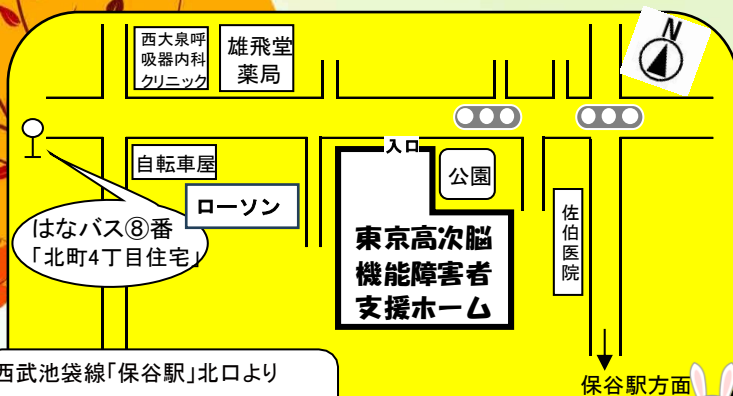 N
西大泉呼
吸器内科
クリニック
雄飛堂
薬局
入口
自転車屋
公園
ローソン
はなバス⑧番
「北町4丁目住宅」
東京高次脳
機能障害者
支援ホーム
佐伯医院
西武池袋線「保谷駅」北口より
保谷駅方面